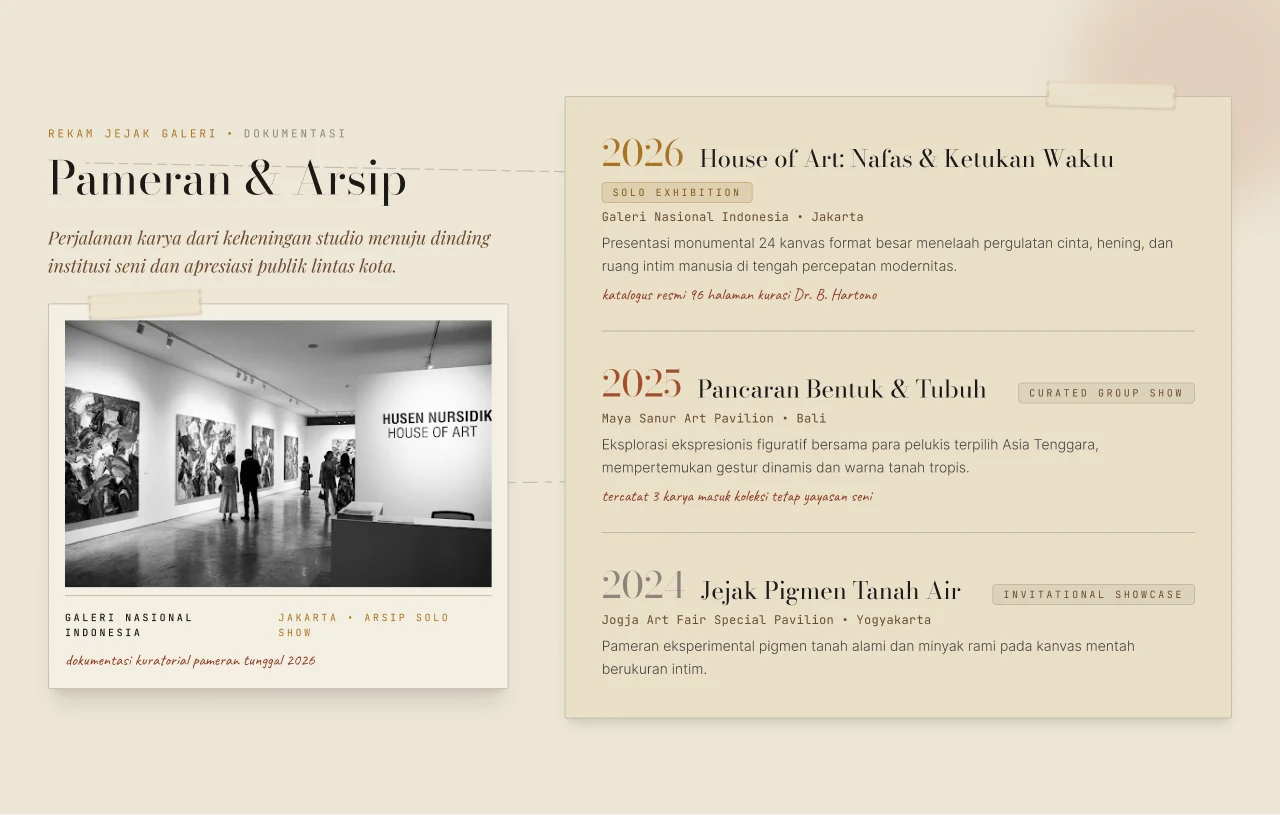 REKAM JEJAK GALERI • DOKUMENTASI
Pameran & Arsip
Perjalanan karya dari keheningan studio menuju dinding
institusi seni dan apresiasi publik lintas kota.
HUSEN NURSIDIK
HOUSE OF ART
GALERI NASIONAL
INDONESIA
JAKARTA • ARSIP SOLO
SHOW
dokumentasi kuratorial pameran tunggal 2026
2026 House of Art: Nafas & Ketukan Waktu
SOLO EXHIBITION
Galeri Nasional Indonesia • Jakarta
Presentasi monumental 24 kanvas format besar menelaah pergulatan cinta, hening, dan
ruang intim manusia di tengah percepatan modernitas.
katalogus resmi 96 halaman kurasi Dr. B. Hartono
2025 Pancaran Bentuk & Tubuh CURATED GROUP SHOW
Maya Sanur Art Pavilion • Bali
Eksplorasi ekspresionis figuratif bersama para pelukis terpilih Asia Tenggara,
mempertemukan gestur dinamis dan warna tanah tropis.
tercatat 3 karya masuk koleksi tetap yayasan seni
2024 Jejak Pigmen Tanah Air INVITATIONAL SHOWCASE
Jogja Art Fair Special Pavilion • Yogyakarta
Pameran eksperimental pigmen tanah alami dan minyak rami pada kanvas mentah
berukuran intim.